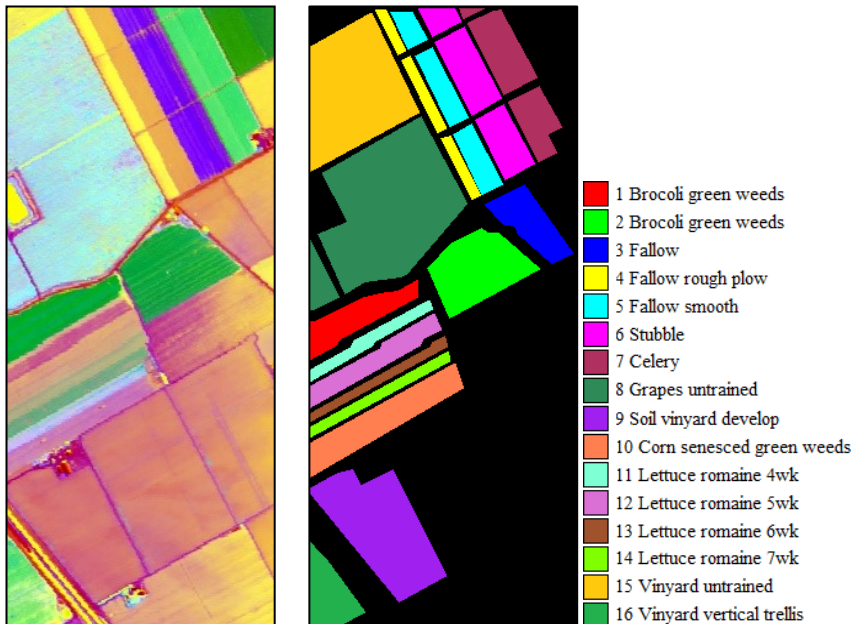 1 Brocoli green weeds
2 Brocoli green weeds
3 Fallow
4 Fallow rough plow
5 Fallow smooth
6 Stubble
7 Celery
8 Grapes untrained
9 Soil vinyard develop
10 Corn senesced green weeds
11 Lettuce romaine 4wk
12 Lettuce romaine 5wk
13 Lettuce romaine 6wk
14 Lettuce romaine 7wk
15 Vinyard untrained
16 Vinyard vertical trellis